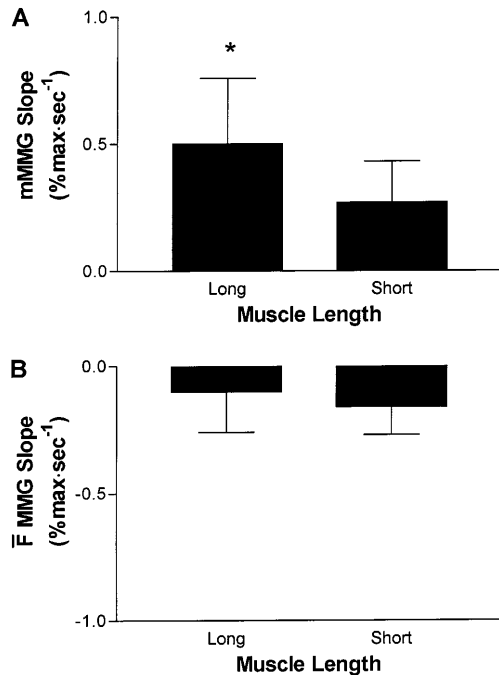 A
mMMG Slope
(%max·sec⁻¹)
1.0
0.5
0.0
*
Long Short
Muscle Length
B
F̅ MMG Slope
(%max·sec⁻¹)
0.0
-0.5
-1.0
Long Short
Muscle Length